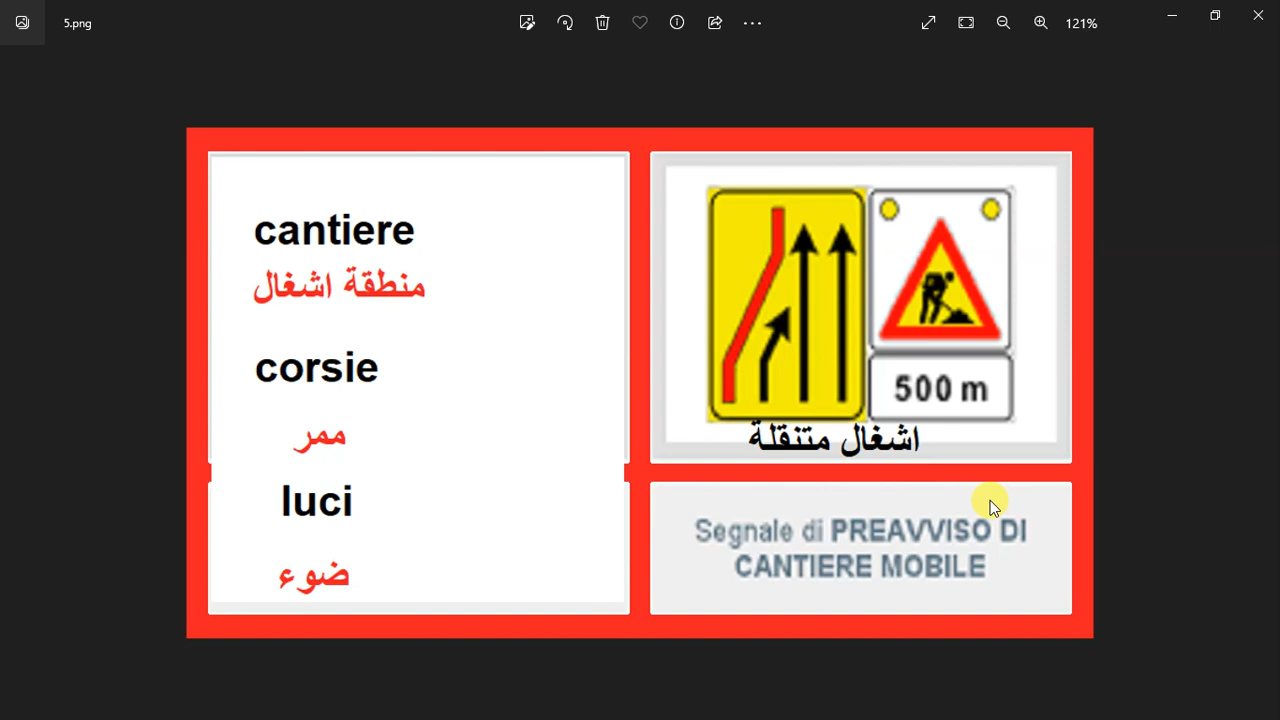 5.png
121%
cantiere
منطقة اشغال
corsie
ممر
luci
ضوء
500 m
اشغال متنقلة
Segnale di PREAVVISO DI
CANTIERE MOBILE